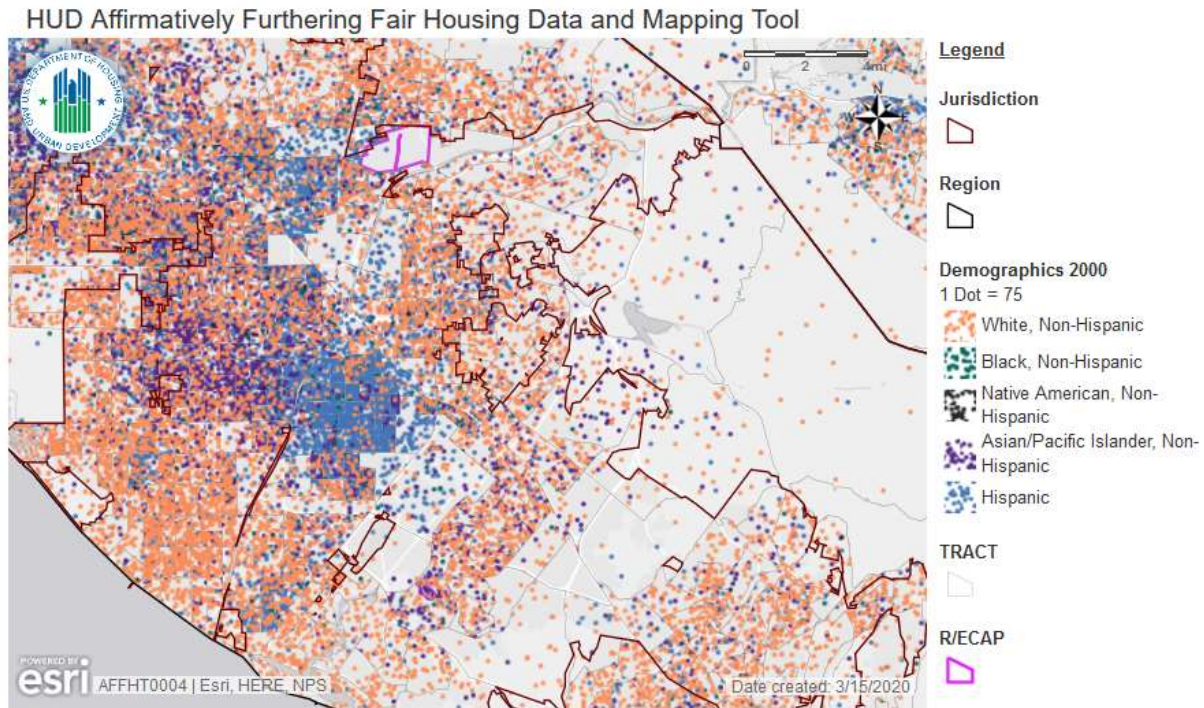 HUD Affirmatively Furthering Fair Housing Data and Mapping Tool
U.S. DEPARTMENT OF HOUSING AND URBAN DEVELOPMENT
0 2 4mi
N
W E
S
Legend
Jurisdiction
Region
Demographics 2000
1 Dot = 75
White, Non-Hispanic
Black, Non-Hispanic
Native American, Non-
Hispanic
Asian/Pacific Islander, Non-
Hispanic
Hispanic
TRACT
R/ECAP
POWERED BY
esri
AFFHT0004 | Esri, HERE, NPS
Date created: 3/15/2020